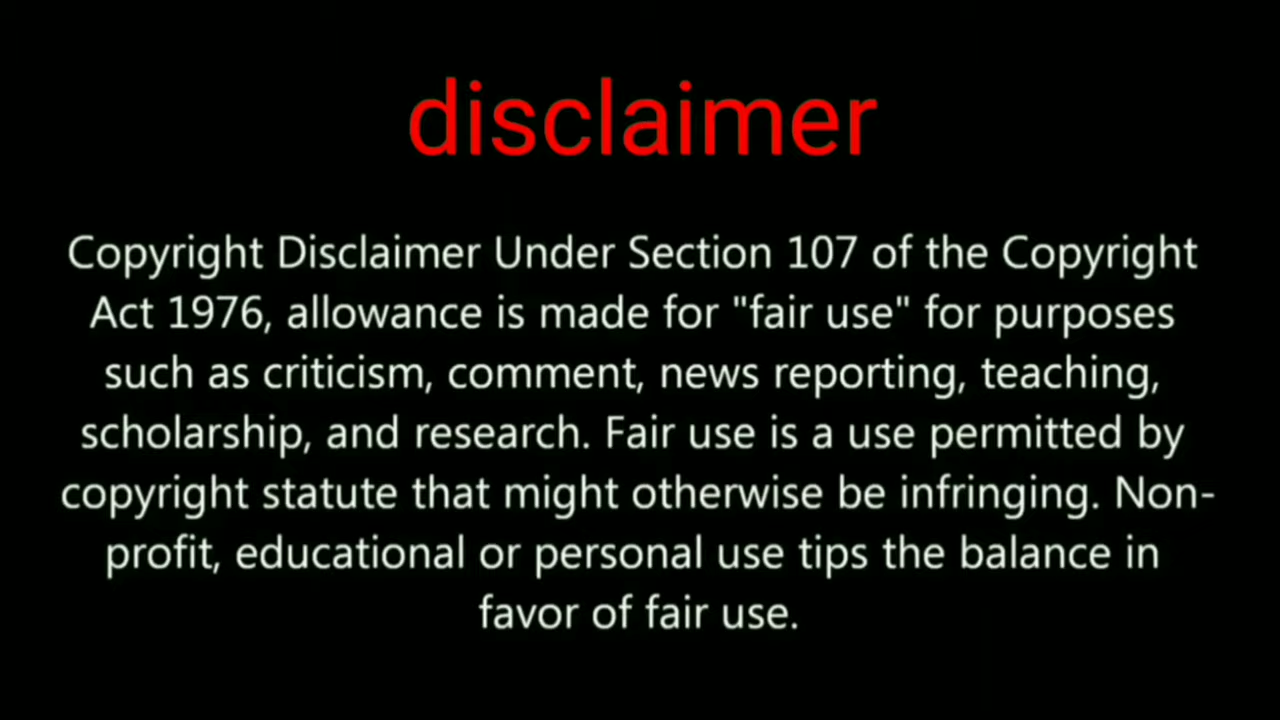 disclaimer
Copyright Disclaimer Under Section 107 of the Copyright
Act 1976, allowance is made for "fair use" for purposes
such as criticism, comment, news reporting, teaching,
scholarship, and research. Fair use is a use permitted by
copyright statute that might otherwise be infringing. Non-
profit, educational or personal use tips the balance in
favor of fair use.